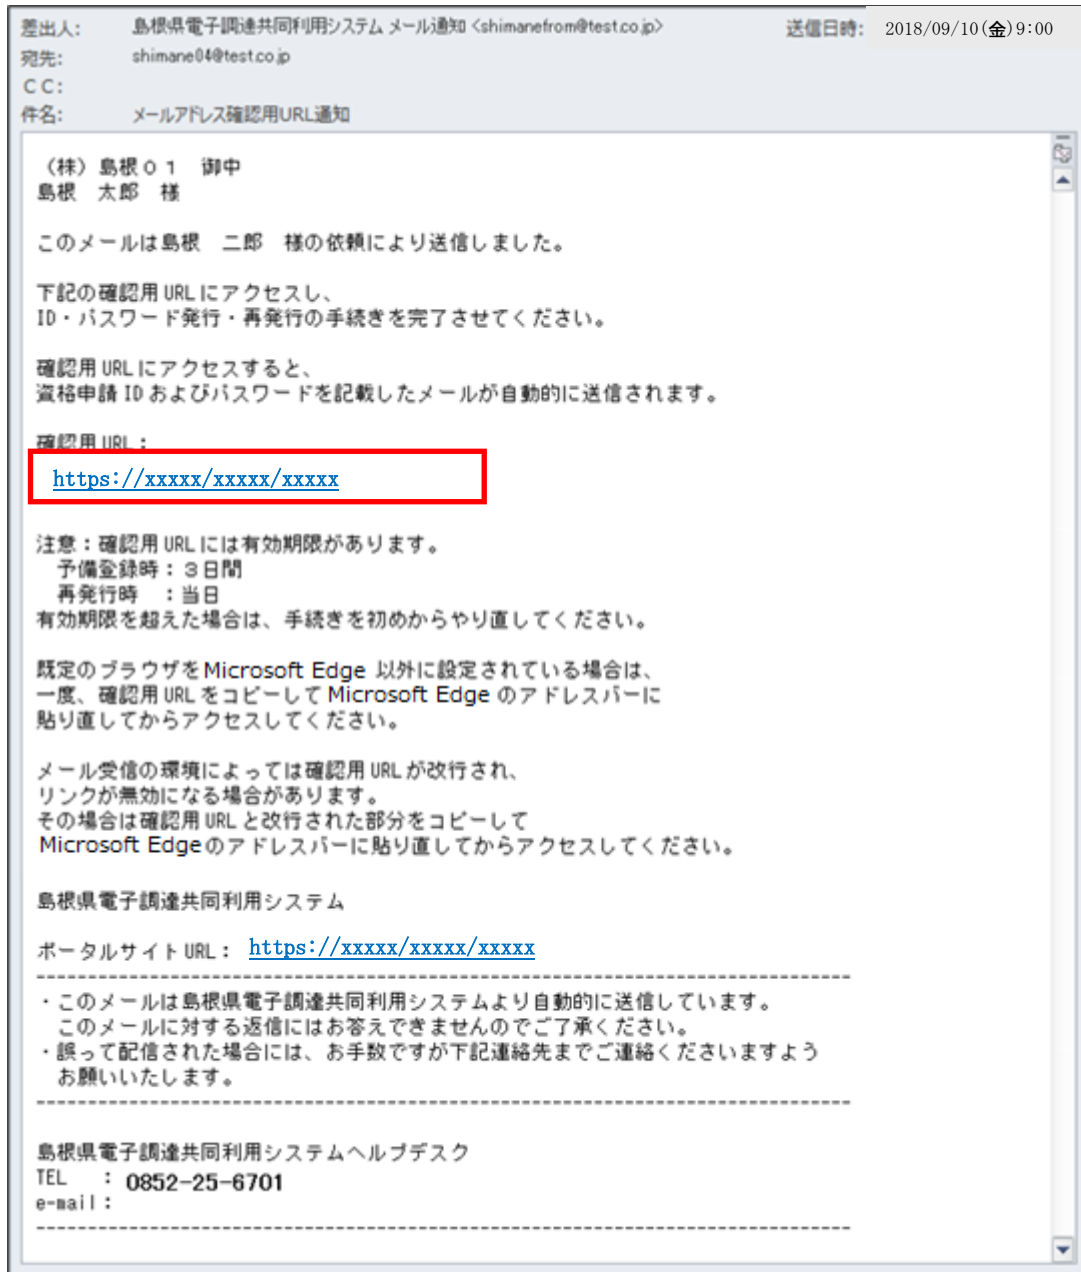 差出人: 島根県電子調達共同利用システム メール通知 <shimanefrom@test.co.jp> 送信日時: 2018/09/10(金)9:00
宛先: shimane04@test.co.jp
CC:
件名: メールアドレス確認用URL通知
（株）島根０１　御中
島根　太郎　様
このメールは島根　二郎　様の依頼により送信しました。
下記の確認用URLにアクセスし、
ID・パスワード発行・再発行の手続きを完了させてください。
確認用URLにアクセスすると、
資格申請IDおよびパスワードを記載したメールが自動的に送信されます。
確認用URL：
https://xxxxx/xxxxx/xxxxx
注意：確認用URLには有効期限があります。
予備登録時：３日間
再発行時　：当日
有効期限を超えた場合は、手続きを初めからやり直してください。
既定のブラウザをMicrosoft Edge 以外に設定されている場合は、
一度、確認用URLをコピーしてMicrosoft Edge のアドレスバーに
貼り直してからアクセスしてください。
メール受信の環境によっては確認用URLが改行され、
リンクが無効になる場合があります。
その場合は確認用URLと改行された部分をコピーして
Microsoft Edgeのアドレスバーに貼り直してからアクセスしてください。
島根県電子調達共同利用システム
ポータルサイトURL： https://xxxxx/xxxxx/xxxxx
-------------------------------------------------------------------------------
・このメールは島根県電子調達共同利用システムより自動的に送信しています。
このメールに対する返信にはお答えできませんのでご了承ください。
・誤って配信された場合には、お手数ですが下記連絡先までご連絡くださいますよう
お願いいたします。
-------------------------------------------------------------------------------
島根県電子調達共同利用システムヘルプデスク
TEL　：0852-25-6701
e-mail：
-------------------------------------------------------------------------------